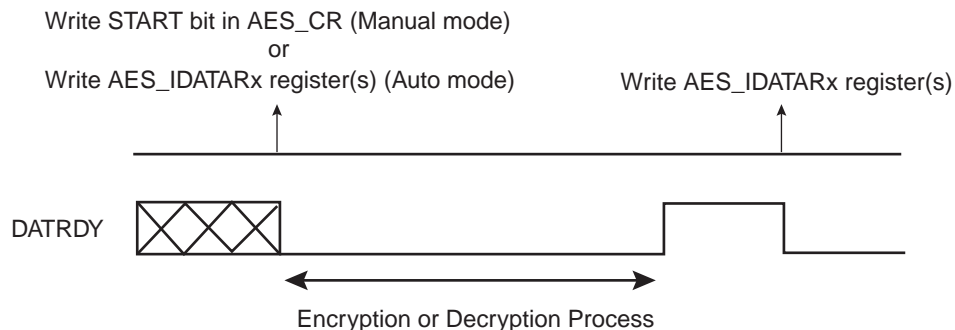 Write START bit in AES_CR (Manual mode)
or
Write AES_IDATARx register(s) (Auto mode)
Write AES_IDATARx register(s)
DATRDY
Encryption or Decryption Process